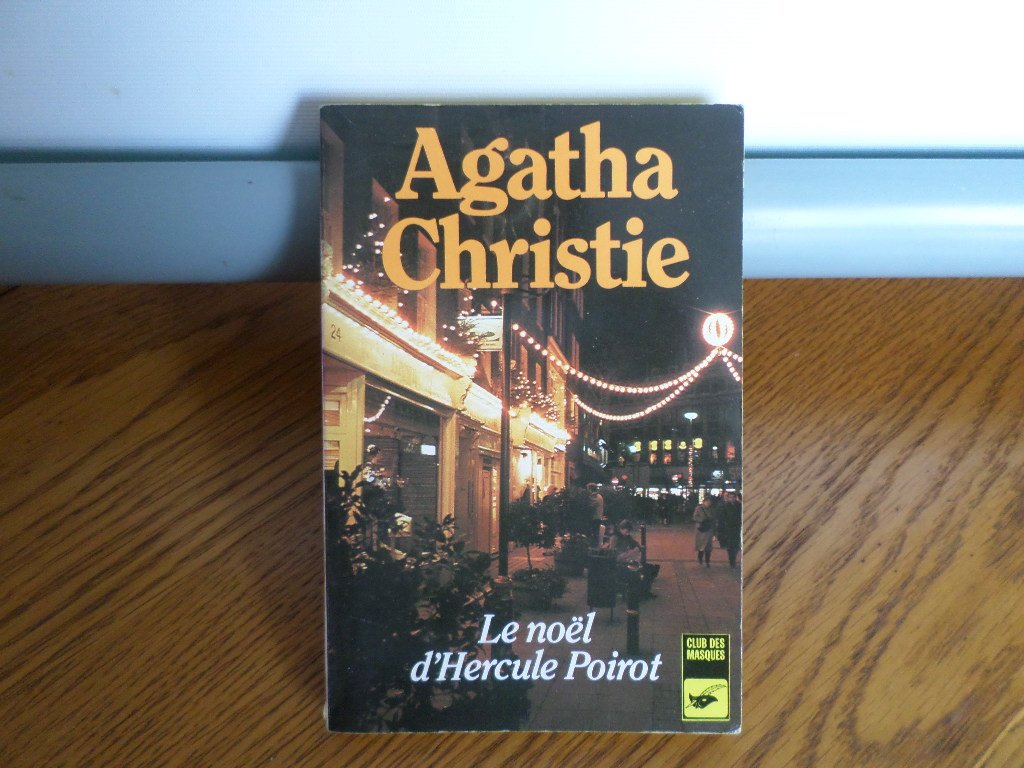 Agatha
Christie
24
Le noël
d'Hercule Poirot
CLUB DES
MASQUES